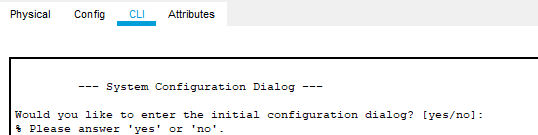 Physical Config CLI Attributes
--- System Configuration Dialog ---
Would you like to enter the initial configuration dialog? [yes/no]:
% Please answer 'yes' or 'no'.